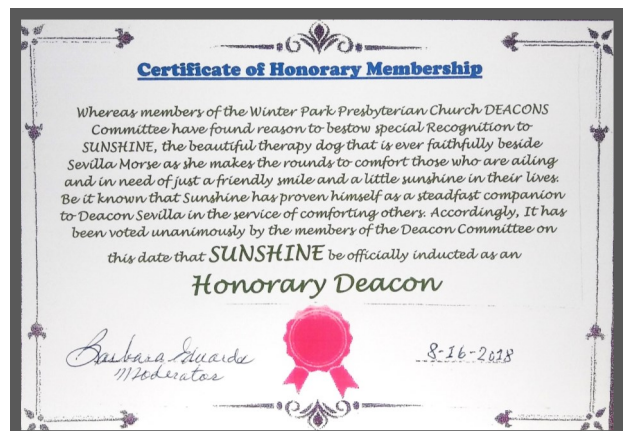 Certificate of Honorary Membership
Whereas members of the Winter Park Presbyterian Church DEACONS
Committee have found reason to bestow special Recognition to
SUNSHINE, the beautiful therapy dog that is ever faithfully beside
Sevilla Morse as she makes the rounds to comfort those who are ailing
and in need of just a friendly smile and a little sunshine in their lives.
Be it known that Sunshine has proven himself as a steadfast companion
to Deacon Sevilla in the service of comforting others. Accordingly, It has
been voted unanimously by the members of the Deacon Committee on
this date that SUNSHINE be officially inducted as an
Honorary Deacon
Barbara Edwards 8-16-2018
Moderator